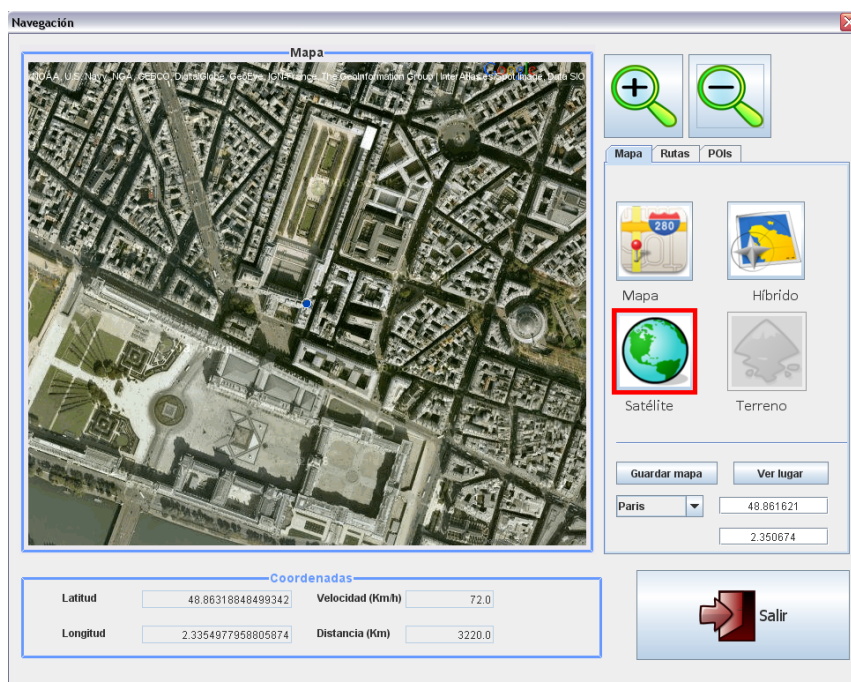 Navegación
Mapa
NOAA, U.S. Navy, NGA, GEBCO, DigitalGlobe, GeoEye, IGN-France, The GeoInformation Group | InterAtlas.es/Spot Image, Data SIO
Mapa Rutas POIs
280
Mapa Híbrido
Satélite Terreno
Guardar mapa Ver lugar
Paris 48.861621
2.350674
Coordenadas
Latitud 48.86318848499342 Velocidad (Km/h) 72.0
Longitud 2.3354977958805874 Distancia (Km) 3220.0
Salir